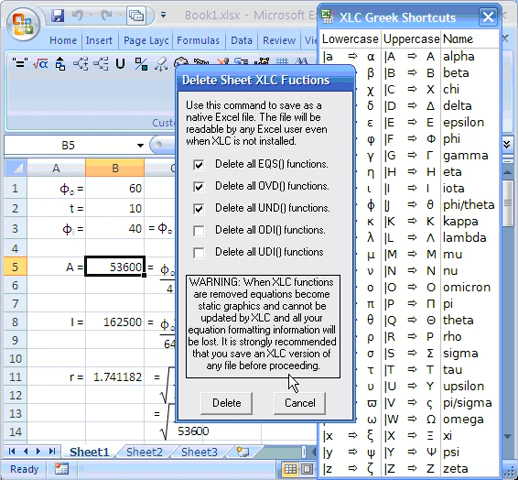 Book1.xlsx - Microsoft
Home
Insert
Page Layc
Formulas
B5
A
B
1
ϕₒ =
60
2
t =
10
3
ϕᵢ =
40
=
5
A =
53600
=
6
4
8
I =
162500
=
9
64
11
r =
1.741182
=
12
13
14
53600
Sheet1
Sheet2
Sheet3
Ready
Delete Sheet XLC Fuctions
Use this command to save as a
native Excel file. The file will be
readable by any Excel user even
when XLC is not installed.
Delete all EQS() functions.
Delete all OVD() functions.
Delete all UND() functions.
Delete all ODI() functions
Delete all UDI() functions
WARNING: When XLC functions
are removed equations become
static graphics and cannot be
updated by XLC and all your
equation formatting information will
be lost. It is strongly recommended
that you save an XLC version of
any file before proceeding.
Delete
Cancel
XLC Greek Shortcuts
Lowercase Uppercase Name
|a ⇨ α |A ⇨ Α alpha
β |B ⇨ Β beta
χ |C ⇨ Χ chi
δ |D ⇨ Δ delta
ε |E ⇨ Ε epsilon
φ |F ⇨ Φ phi
γ |G ⇨ Γ gamma
η |H ⇨ Η eta
ι |I ⇨ Ι iota
ϕ |J ⇨ ϑ phi/theta
κ |K ⇨ Κ kappa
λ |L ⇨ Λ lambda
μ |M ⇨ Μ mu
ν |N ⇨ Ν nu
ο |O ⇨ Ο omicron
π |P ⇨ Π pi
θ |Q ⇨ Θ theta
ρ |R ⇨ Ρ rho
σ |S ⇨ Σ sigma
τ |T ⇨ Τ tau
υ |U ⇨ Υ upsilon
ϖ |V ⇨ ς pi/sigma
ω |W ⇨ Ω omega
|x ⇨ ξ |X ⇨ Ξ xi
|y ⇨ ψ |Y ⇨ Ψ psi
|z ⇨ ζ |Z ⇨ Ζ zeta